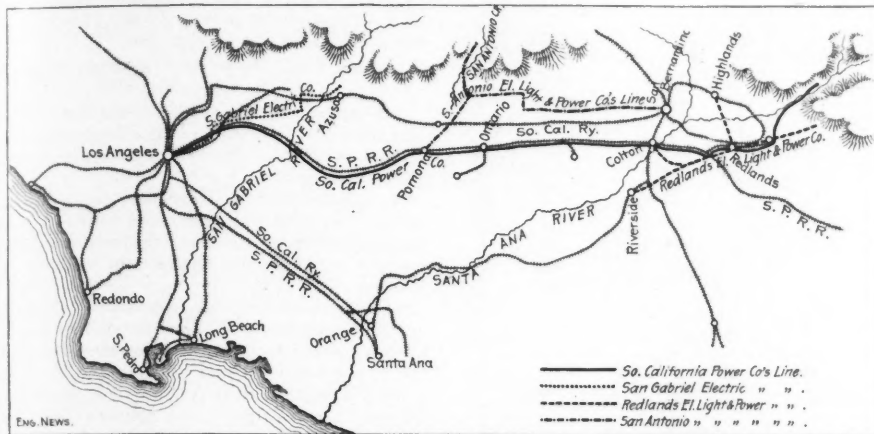 SAN ANTONIO CR.
San Bernardino
Highlands
S. Gabriel Electric Co.
Azusa
S. Antonio El. Light & Power Co's Line
Los Angeles
S. P. R. R.
So. Cal. Power Co.
Pomona
Ontario
So. Cal. Ry.
Colton
Redlands El. Light & Power Co.
Redlands
S. P. R. R.
SAN GABRIEL RIVER
Riverside
SANTA ANA RIVER
So. Cal. Ry.
S. P. R. R.
Redondo
S. Pedro
Long Beach
Orange
Santa Ana
So. California Power Co's Line.
San Gabriel Electric " " .
Redlands El. Light & Power " " .
San Antonio " " " " " " .
ENG. NEWS.